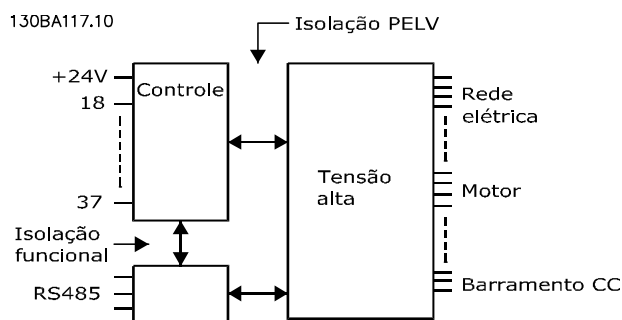 130BA117.10
Isolação PELV
+24V
Controle
18
Rede
elétrica
Tensão
alta
37
Motor
Isolação
funcional
RS485
Barramento CC